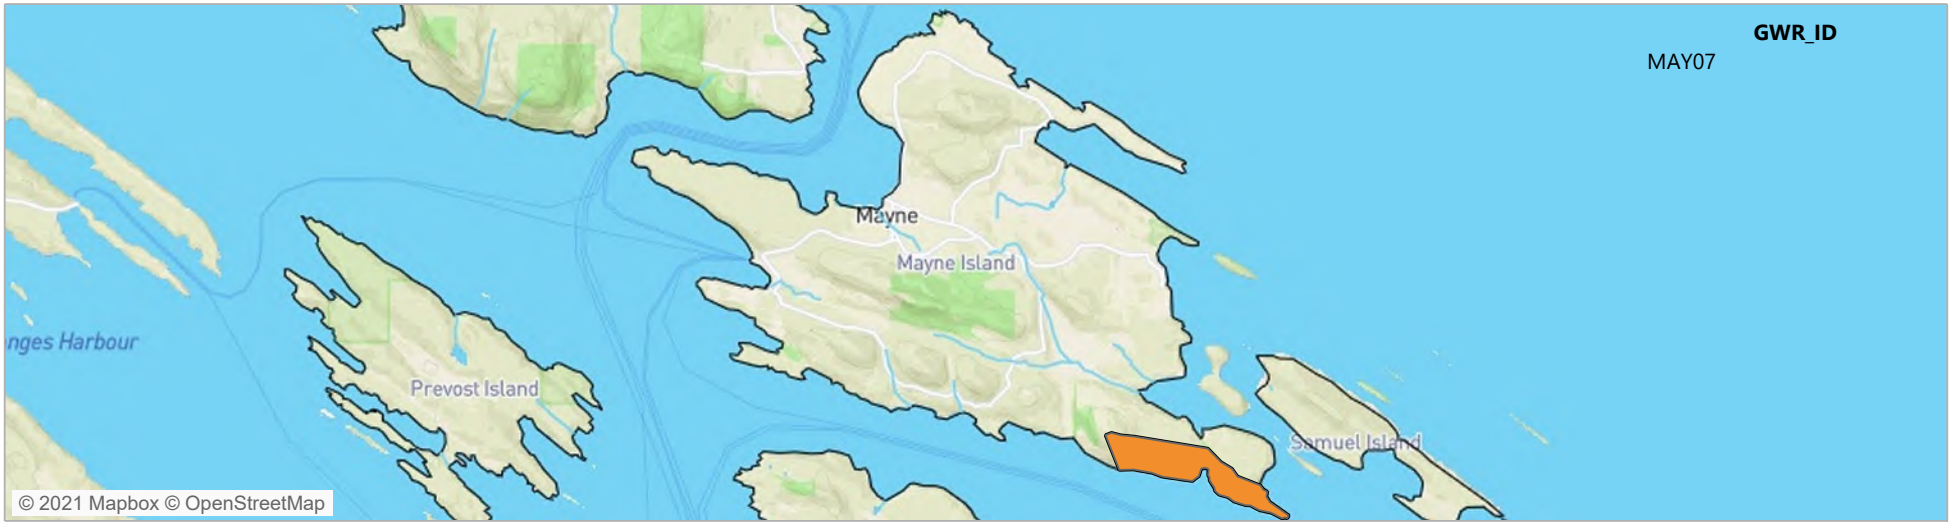 GWR_ID
MAY07
Mayne
Mayne Island
nges Harbour
Prevost Island
Samuel Island
© 2021 Mapbox © OpenStreetMap